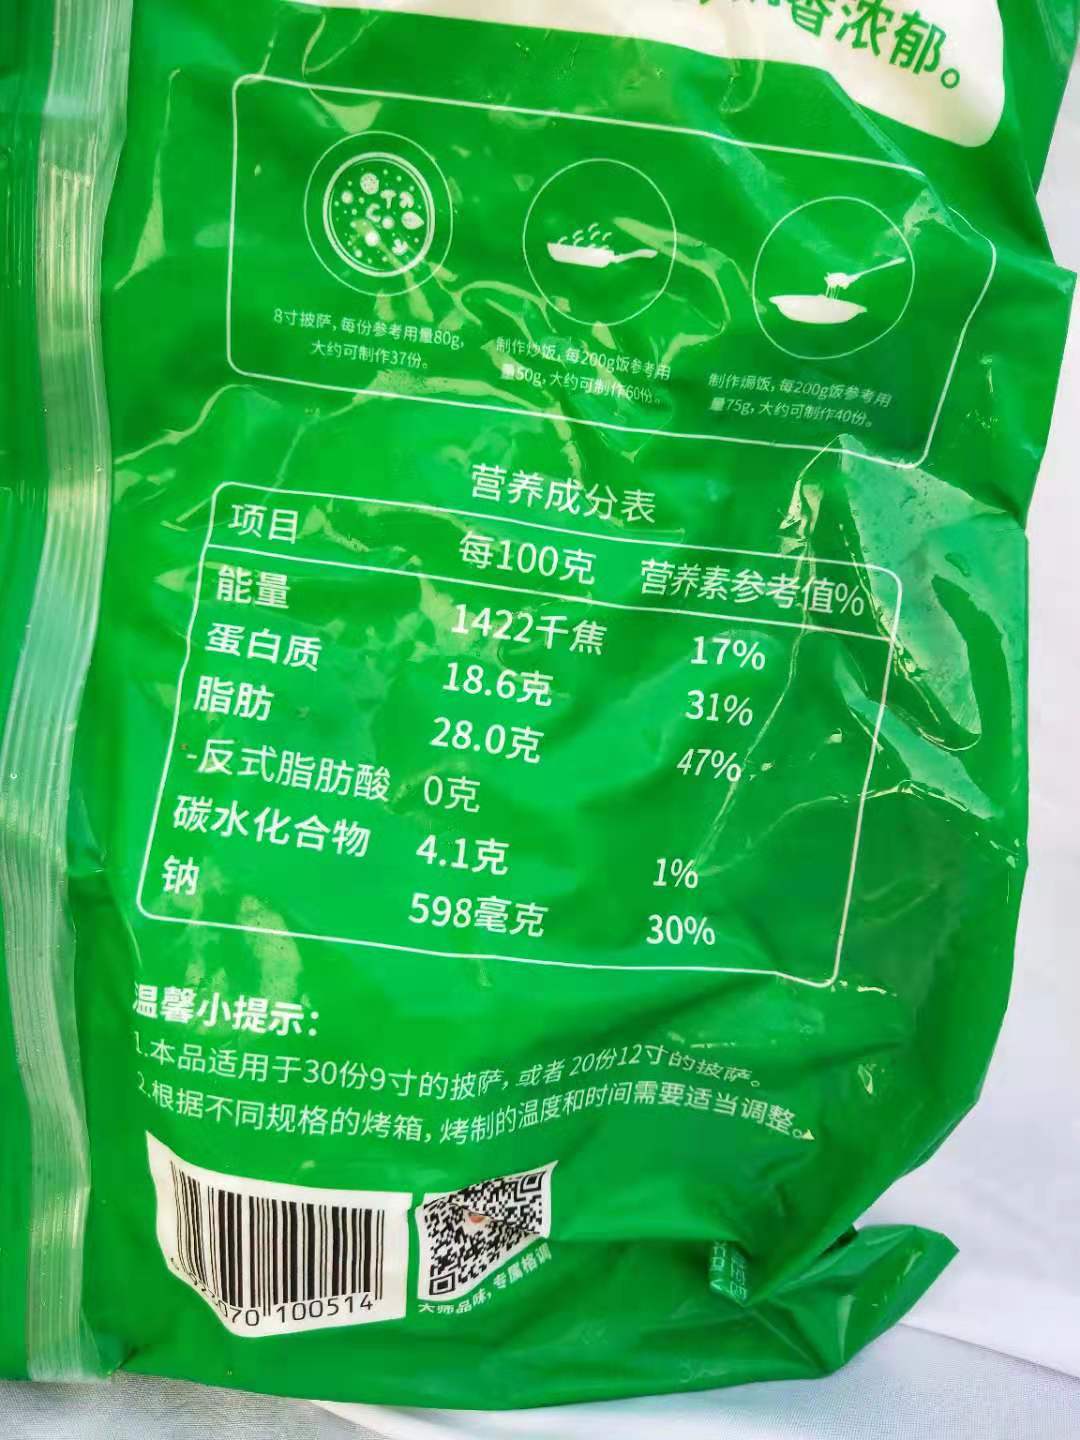 香浓郁。
8寸披萨，每份参考用量80g，
大约可制作37份。
制作炒饭，每200g饭参考用
量50g，大约可制作60份。
制作焗饭，每200g饭参考用
量75g，大约可制作40份。
营养成分表
项目 每100克 营养素参考值%
能量 1422千焦 17%
蛋白质 18.6克 31%
脂肪 28.0克 47%
-反式脂肪酸 0克
碳水化合物 4.1克 1%
钠 598毫克 30%
温馨小提示：
1.本品适用于30份9寸的披萨，或者20份12寸的披萨。
2.根据不同规格的烤箱，烤制的温度和时间需要适当调整。
070 100514
大师品味，专属格调